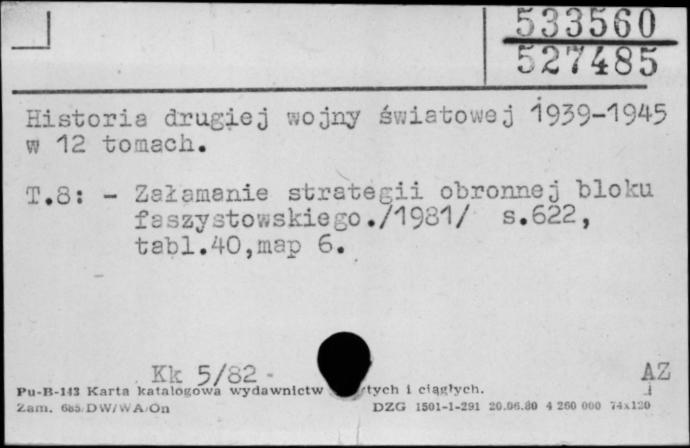 533560
527485
Historia drugiej wojny światowej 1939-1945
w 12 tomach.
T.8: - Załamanie strategii obronnej bloku
faszystowskiego./1981/ s.622,
tabl.40,map 6.
Kk 5/82 - AZ
Pu-B-143 Karta katalogowa wydawnictw tych i ciągłych.
Zam. 685 DW/WA/On DZG 1501-1-291 20.06.80 4 260 000 74x120